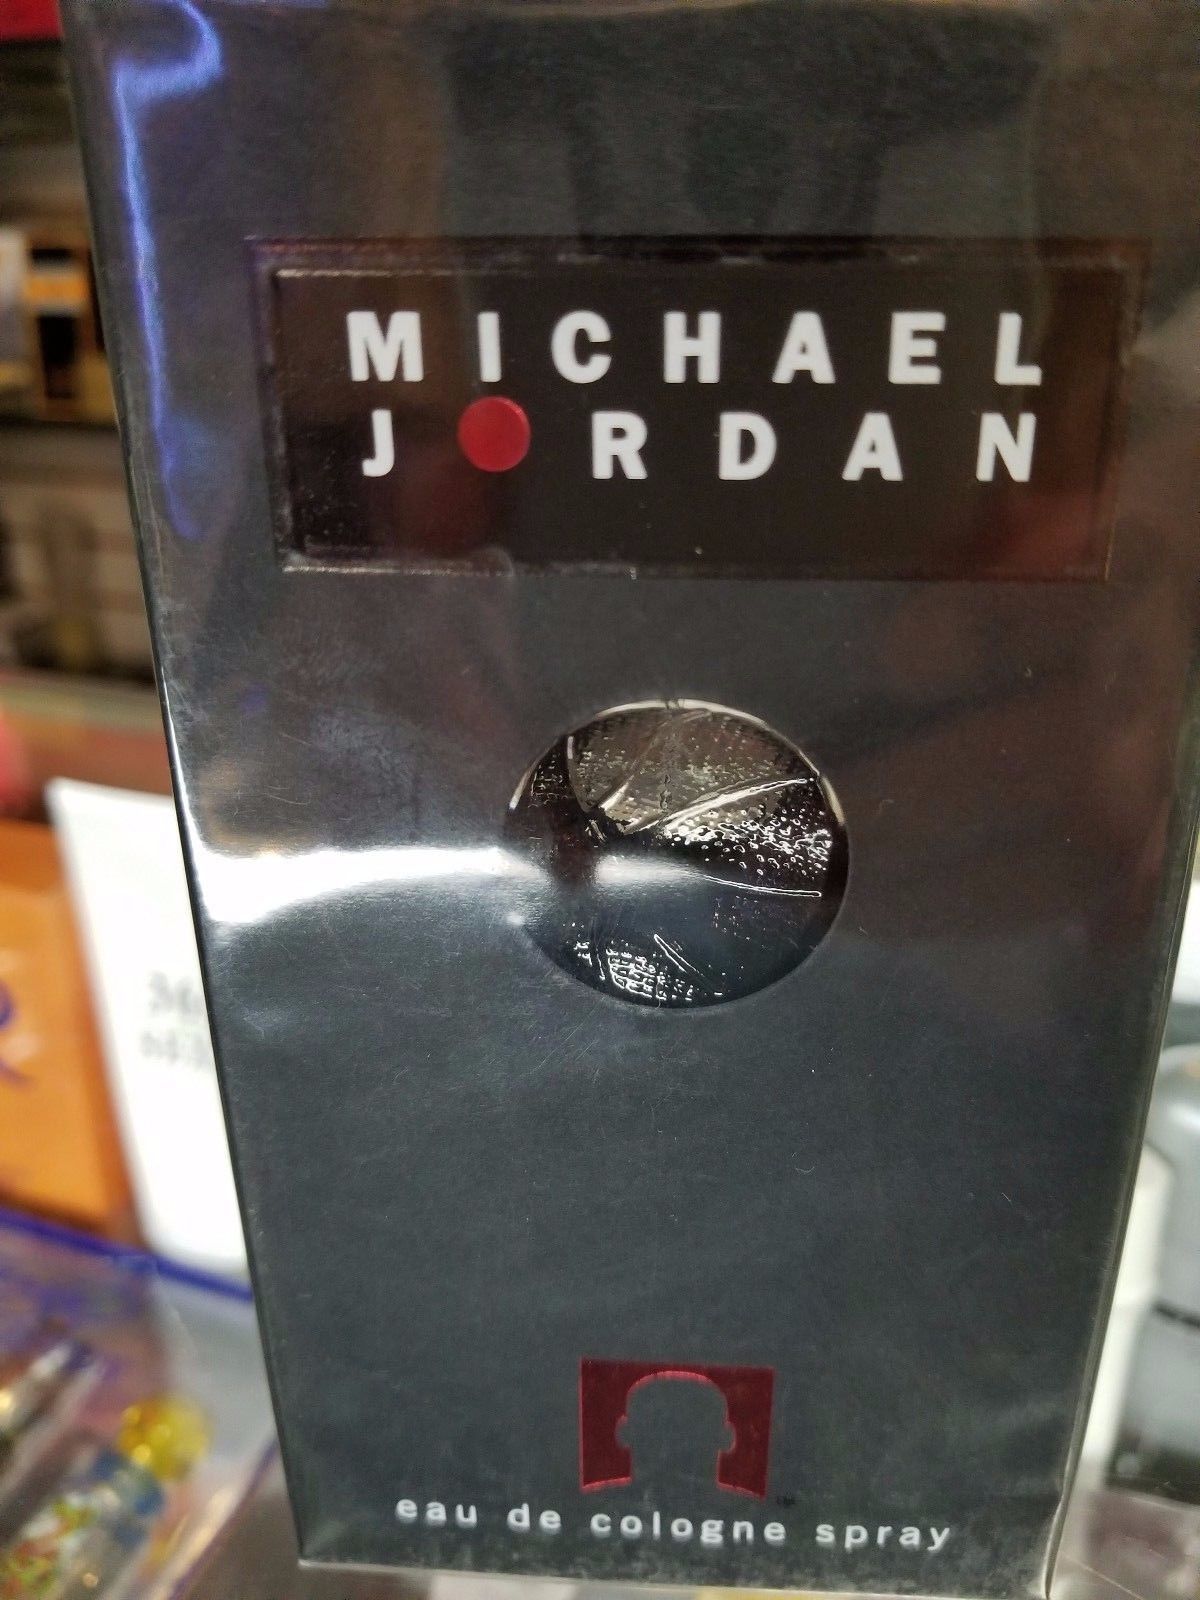 MICHAEL
JORDAN
eau de cologne spray